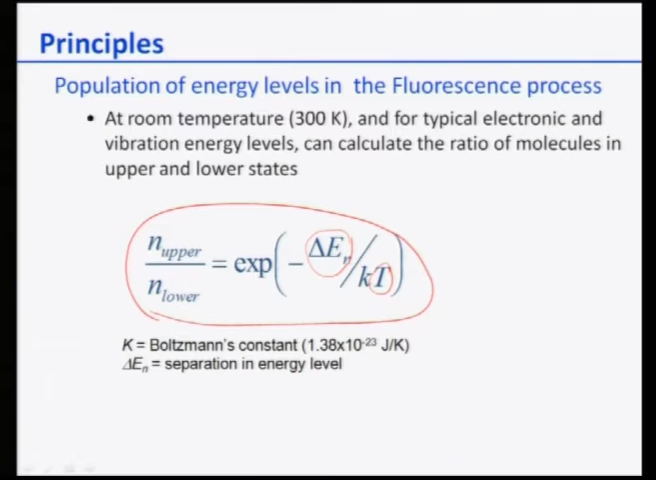 Principles
Population of energy levels in the Fluorescence process
• At room temperature (300 K), and for typical electronic and
vibration energy levels, can calculate the ratio of molecules in
upper and lower states
n_upper / n_lower = exp(−ΔE_n / kT)
K = Boltzmann's constant (1.38x10⁻²³ J/K)
ΔEₙ = separation in energy level